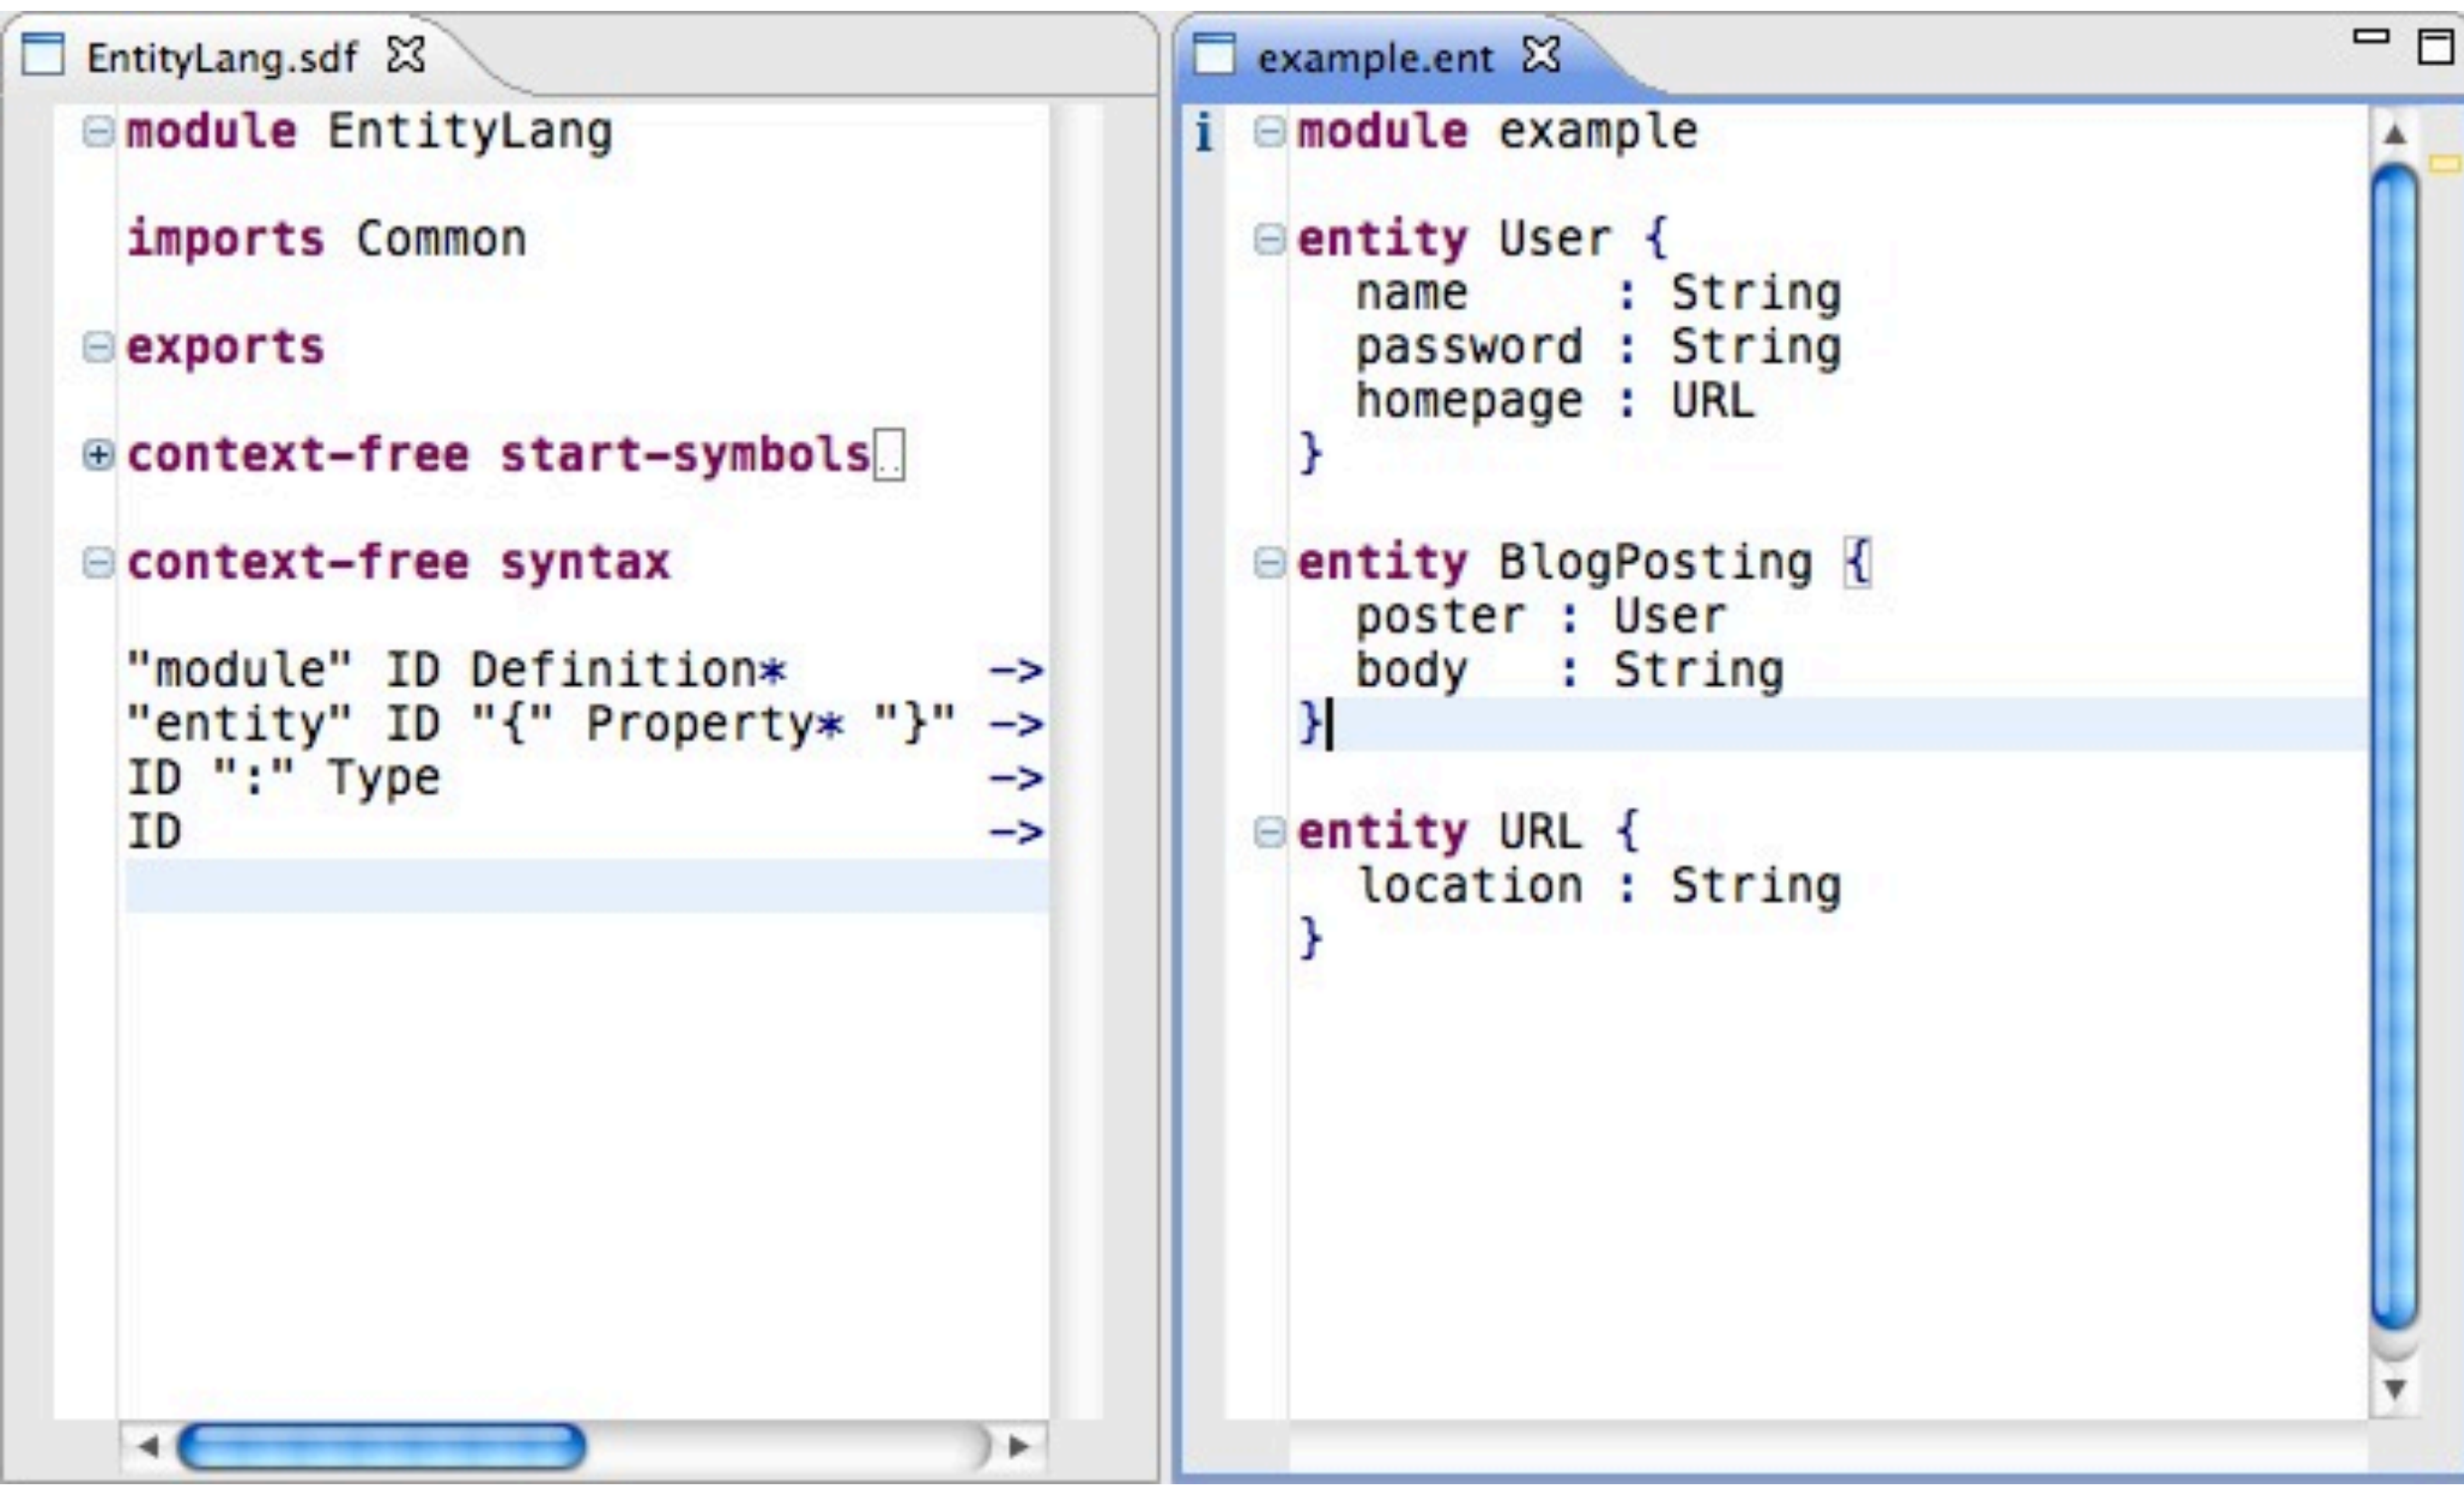 EntityLang.sdf
module EntityLang
imports Common
exports
context-free start-symbols
context-free syntax
"module" ID Definition* ->
"entity" ID "{" Property* "}" ->
ID ":" Type ->
ID ->
example.ent
i
module example
entity User {
name : String
password : String
homepage : URL
}
entity BlogPosting {
poster : User
body : String
}
entity URL {
location : String
}